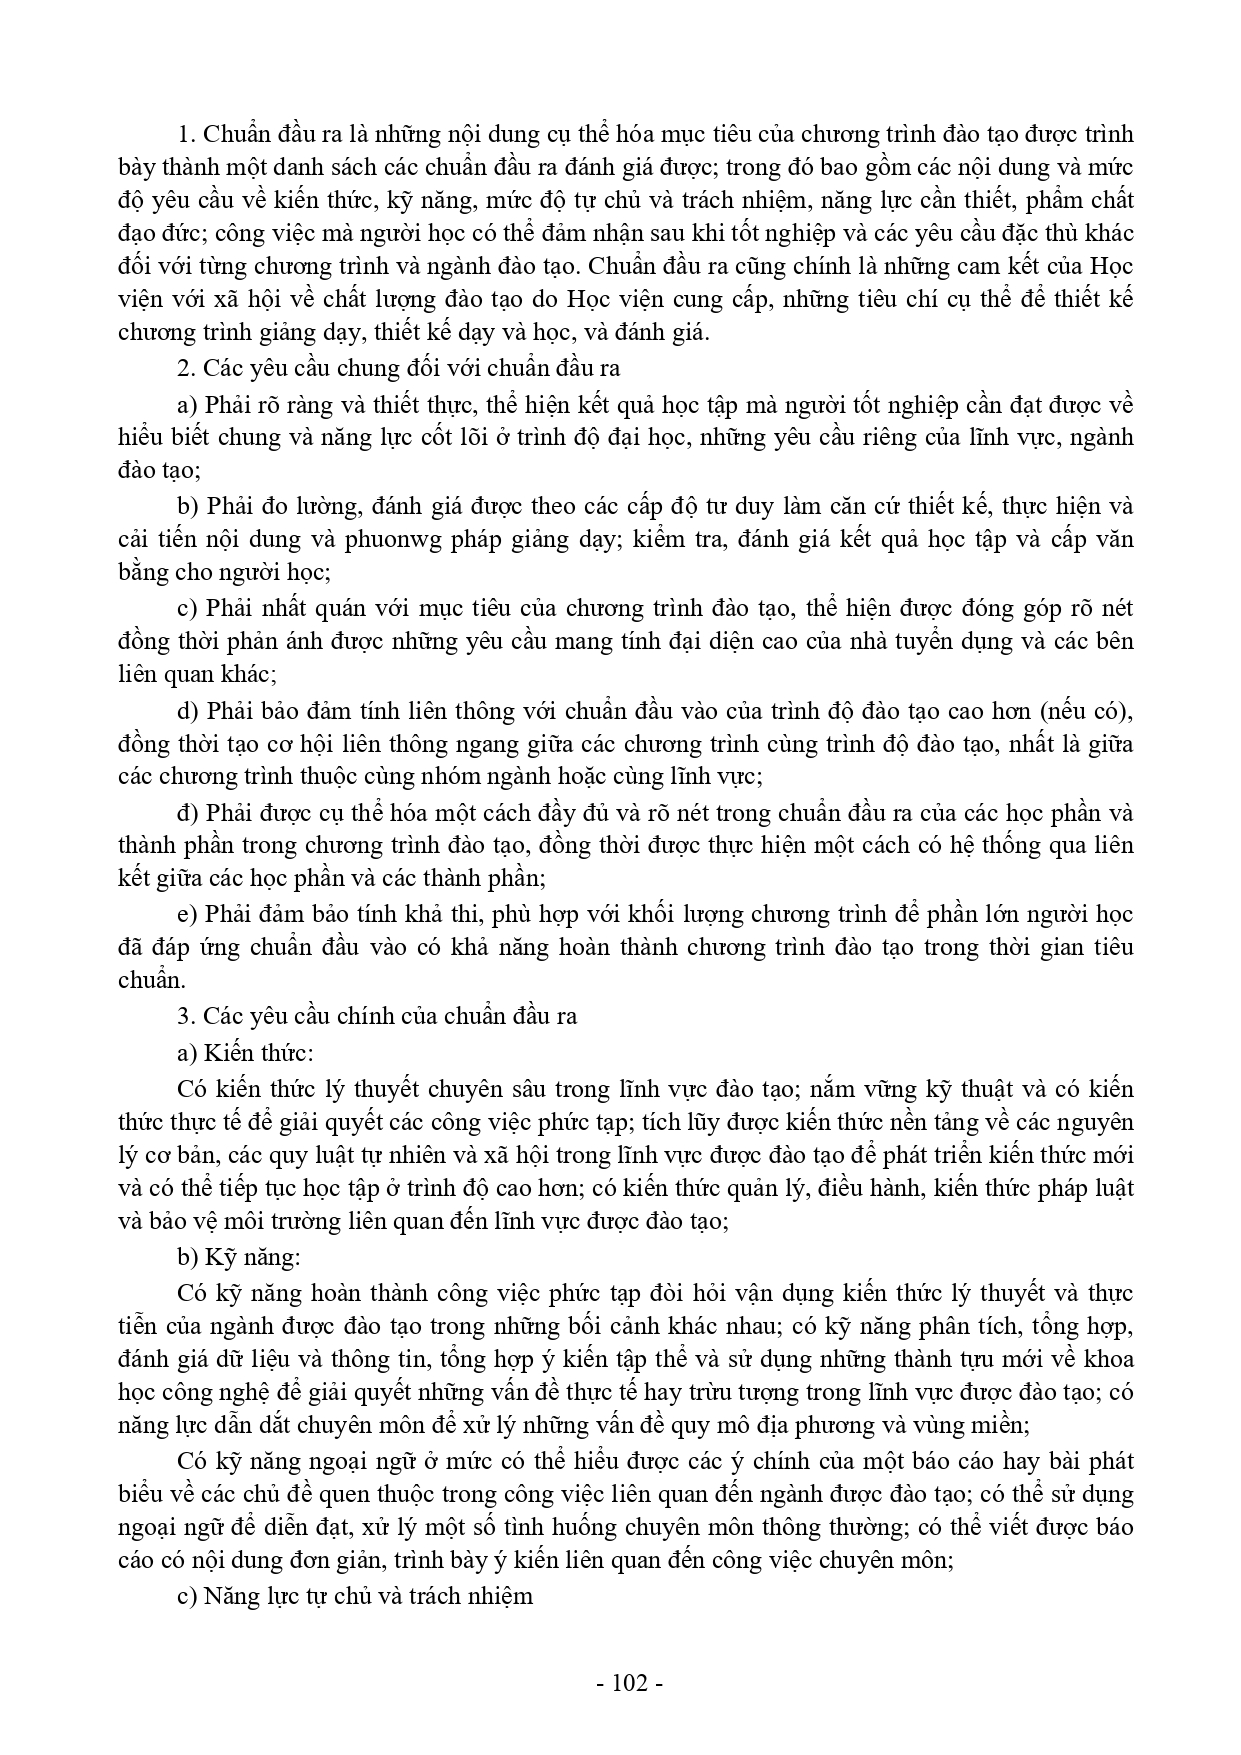 1. Chuẩn đầu ra là những nội dung cụ thể hóa mục tiêu của chương trình đào tạo được trình
bày thành một danh sách các chuẩn đầu ra đánh giá được; trong đó bao gồm các nội dung và mức
độ yêu cầu về kiến thức, kỹ năng, mức độ tự chủ và trách nhiệm, năng lực cần thiết, phẩm chất
đạo đức; công việc mà người học có thể đảm nhận sau khi tốt nghiệp và các yêu cầu đặc thù khác
đối với từng chương trình và ngành đào tạo. Chuẩn đầu ra cũng chính là những cam kết của Học
viện với xã hội về chất lượng đào tạo do Học viện cung cấp, những tiêu chí cụ thể để thiết kế
chương trình giảng dạy, thiết kế dạy và học, và đánh giá.
2. Các yêu cầu chung đối với chuẩn đầu ra
a) Phải rõ ràng và thiết thực, thể hiện kết quả học tập mà người tốt nghiệp cần đạt được về
hiểu biết chung và năng lực cốt lõi ở trình độ đại học, những yêu cầu riêng của lĩnh vực, ngành
đào tạo;
b) Phải đo lường, đánh giá được theo các cấp độ tư duy làm căn cứ thiết kế, thực hiện và
cải tiến nội dung và phuonwg pháp giảng dạy; kiểm tra, đánh giá kết quả học tập và cấp văn
bằng cho người học;
c) Phải nhất quán với mục tiêu của chương trình đào tạo, thể hiện được đóng góp rõ nét
đồng thời phản ánh được những yêu cầu mang tính đại diện cao của nhà tuyển dụng và các bên
liên quan khác;
d) Phải bảo đảm tính liên thông với chuẩn đầu vào của trình độ đào tạo cao hơn (nếu có),
đồng thời tạo cơ hội liên thông ngang giữa các chương trình cùng trình độ đào tạo, nhất là giữa
các chương trình thuộc cùng nhóm ngành hoặc cùng lĩnh vực;
đ) Phải được cụ thể hóa một cách đầy đủ và rõ nét trong chuẩn đầu ra của các học phần và
thành phần trong chương trình đào tạo, đồng thời được thực hiện một cách có hệ thống qua liên
kết giữa các học phần và các thành phần;
e) Phải đảm bảo tính khả thi, phù hợp với khối lượng chương trình để phần lớn người học
đã đáp ứng chuẩn đầu vào có khả năng hoàn thành chương trình đào tạo trong thời gian tiêu
chuẩn.
3. Các yêu cầu chính của chuẩn đầu ra
a) Kiến thức:
Có kiến thức lý thuyết chuyên sâu trong lĩnh vực đào tạo; nắm vững kỹ thuật và có kiến
thức thực tế để giải quyết các công việc phức tạp; tích lũy được kiến thức nền tảng về các nguyên
lý cơ bản, các quy luật tự nhiên và xã hội trong lĩnh vực được đào tạo để phát triển kiến thức mới
và có thể tiếp tục học tập ở trình độ cao hơn; có kiến thức quản lý, điều hành, kiến thức pháp luật
và bảo vệ môi trường liên quan đến lĩnh vực được đào tạo;
b) Kỹ năng:
Có kỹ năng hoàn thành công việc phức tạp đòi hỏi vận dụng kiến thức lý thuyết và thực
tiễn của ngành được đào tạo trong những bối cảnh khác nhau; có kỹ năng phân tích, tổng hợp,
đánh giá dữ liệu và thông tin, tổng hợp ý kiến tập thể và sử dụng những thành tựu mới về khoa
học công nghệ để giải quyết những vấn đề thực tế hay trừu tượng trong lĩnh vực được đào tạo; có
năng lực dẫn dắt chuyên môn để xử lý những vấn đề quy mô địa phương và vùng miền;
Có kỹ năng ngoại ngữ ở mức có thể hiểu được các ý chính của một báo cáo hay bài phát
biểu về các chủ đề quen thuộc trong công việc liên quan đến ngành được đào tạo; có thể sử dụng
ngoại ngữ để diễn đạt, xử lý một số tình huống chuyên môn thông thường; có thể viết được báo
cáo có nội dung đơn giản, trình bày ý kiến liên quan đến công việc chuyên môn;
c) Năng lực tự chủ và trách nhiệm
- 102 -